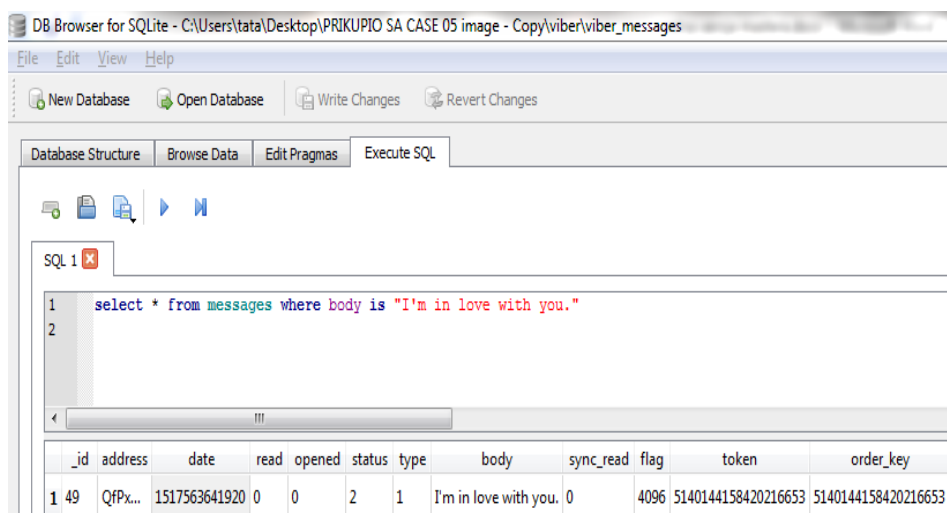 DB Browser for SQLite - C:\Users\tata\Desktop\PRIKUPIO SA CASE 05 image - Copy\viber\viber_messages
File Edit View Help
New Database Open Database Write Changes Revert Changes
Database Structure Browse Data Edit Pragmas Execute SQL
SQL 1
1 select * from messages where body is "I'm in love with you."
2
_id address date read opened status type body sync_read flag token order_key
1 49 QfPx... 1517563641920 0 0 2 1 I'm in love with you. 0 4096 5140144158420216653 5140144158420216653